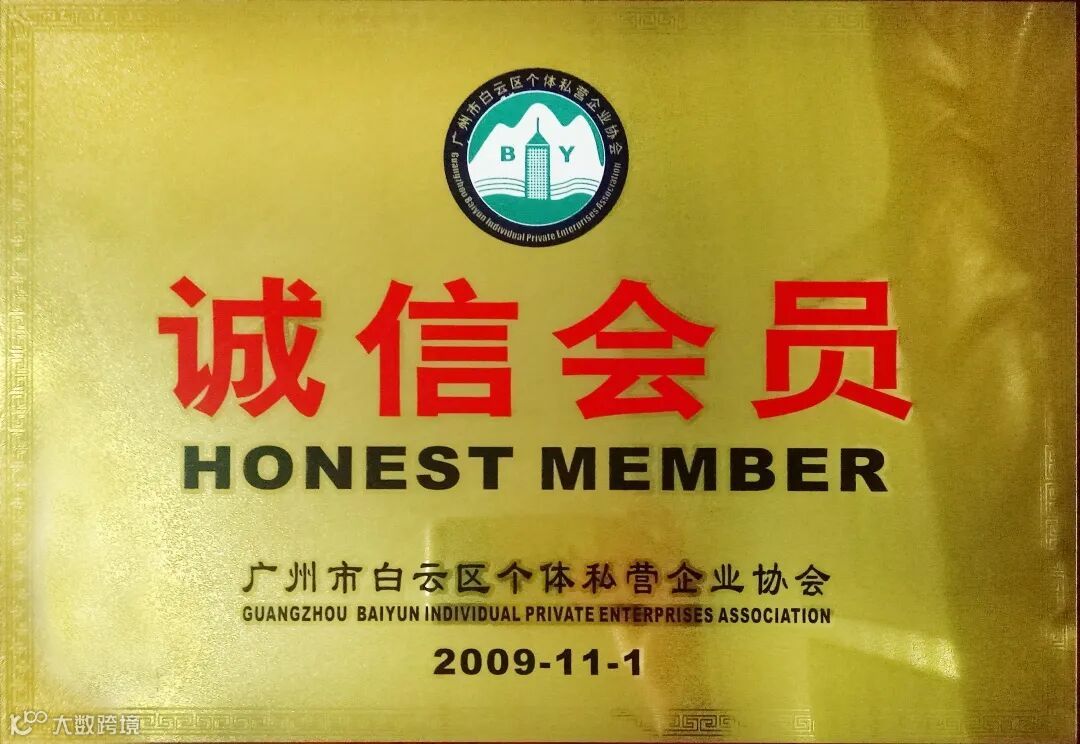 广州市白云区个体私营企业协会
B Y
Guangzhou Baiyun Individual Private Enterprises Association
诚信会员
HONEST MEMBER
广州市白云区个体私营企业协会
GUANGZHOU BAIYUN INDIVIDUAL PRIVATE ENTERPRISES ASSOCIATION
2009-11-1
大数跨境